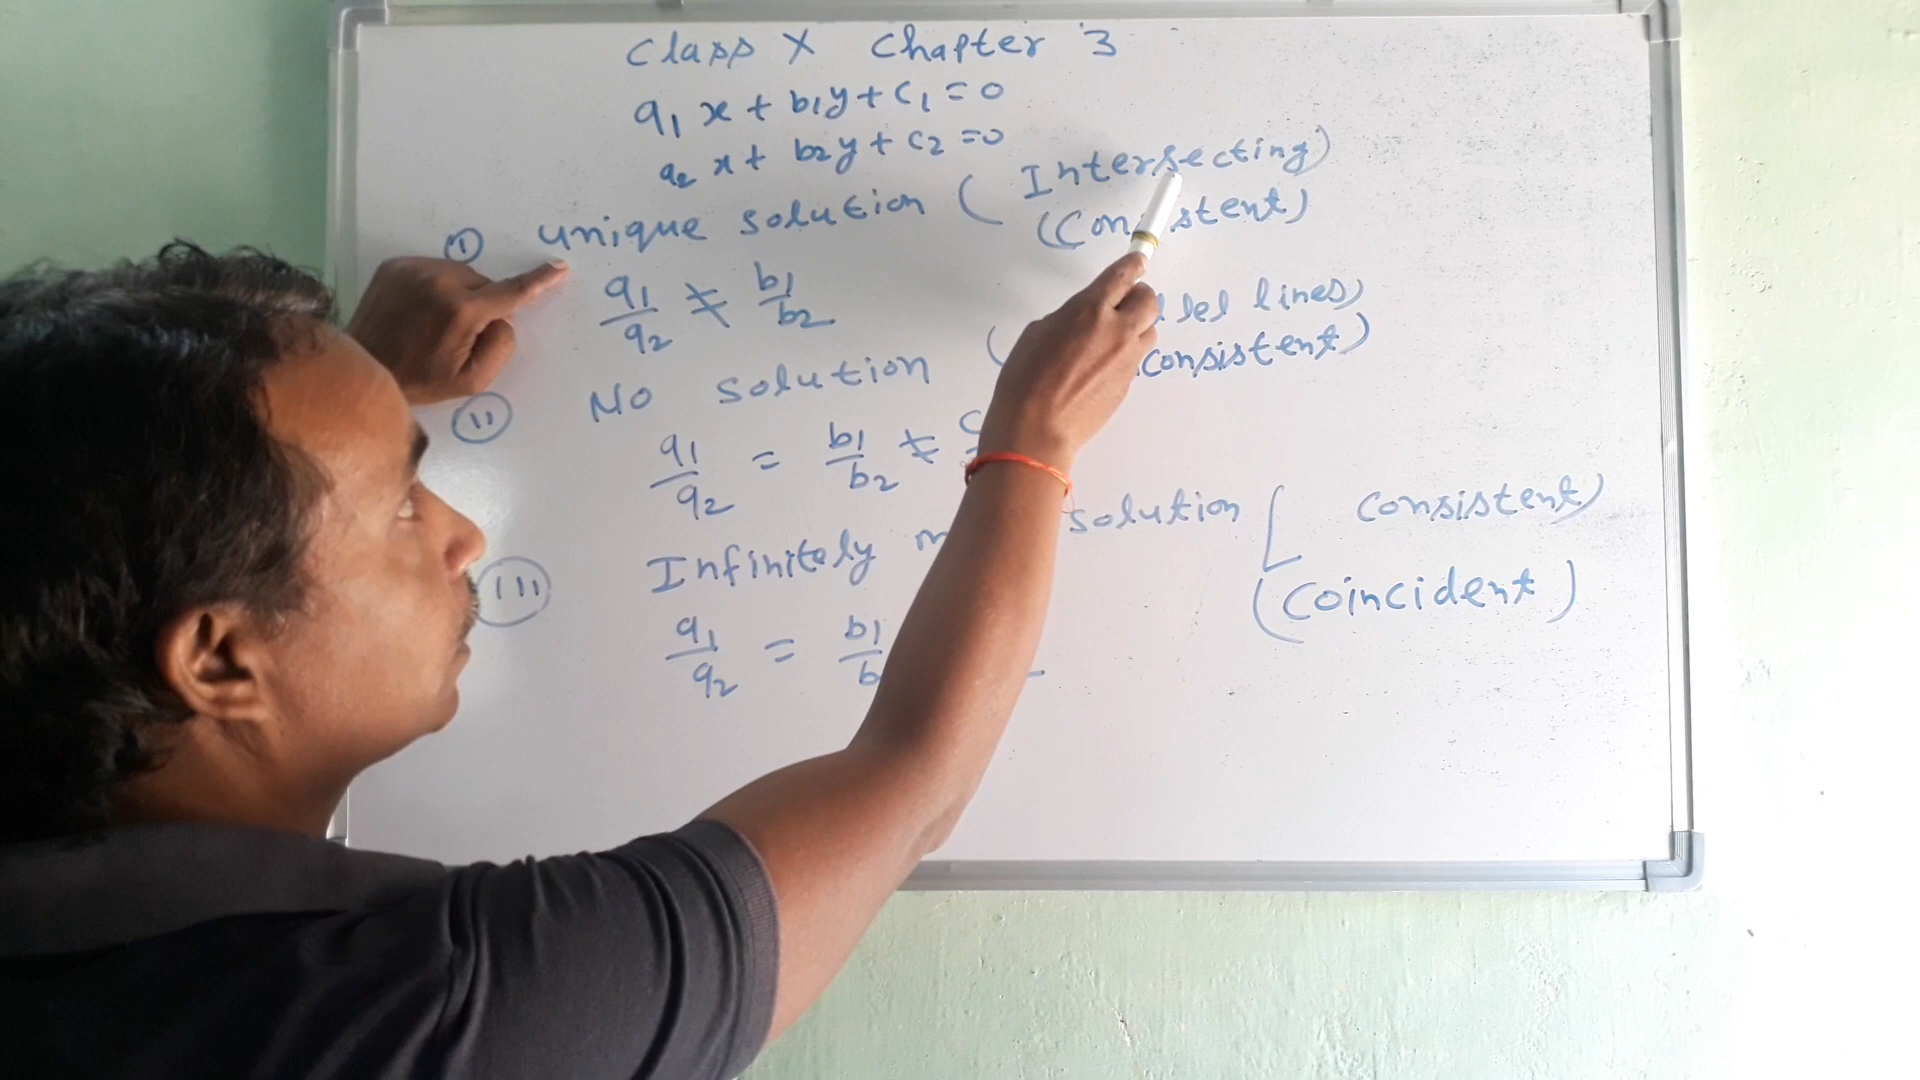 Class X Chapter 3
a1 x + b1y + c1 = 0
a2 x + b2y + c2 = 0
(i) unique solution ( Intersecting)
(Con stent)
a1/a2 ≠ b1/b2
(ii) No solution ( llel lines)
consistent)
a1/a2 = b1/b2 ≠ c
(iii) Infinitely m solution [ consistent)
(Coincident)
a1/a2 = b1/b